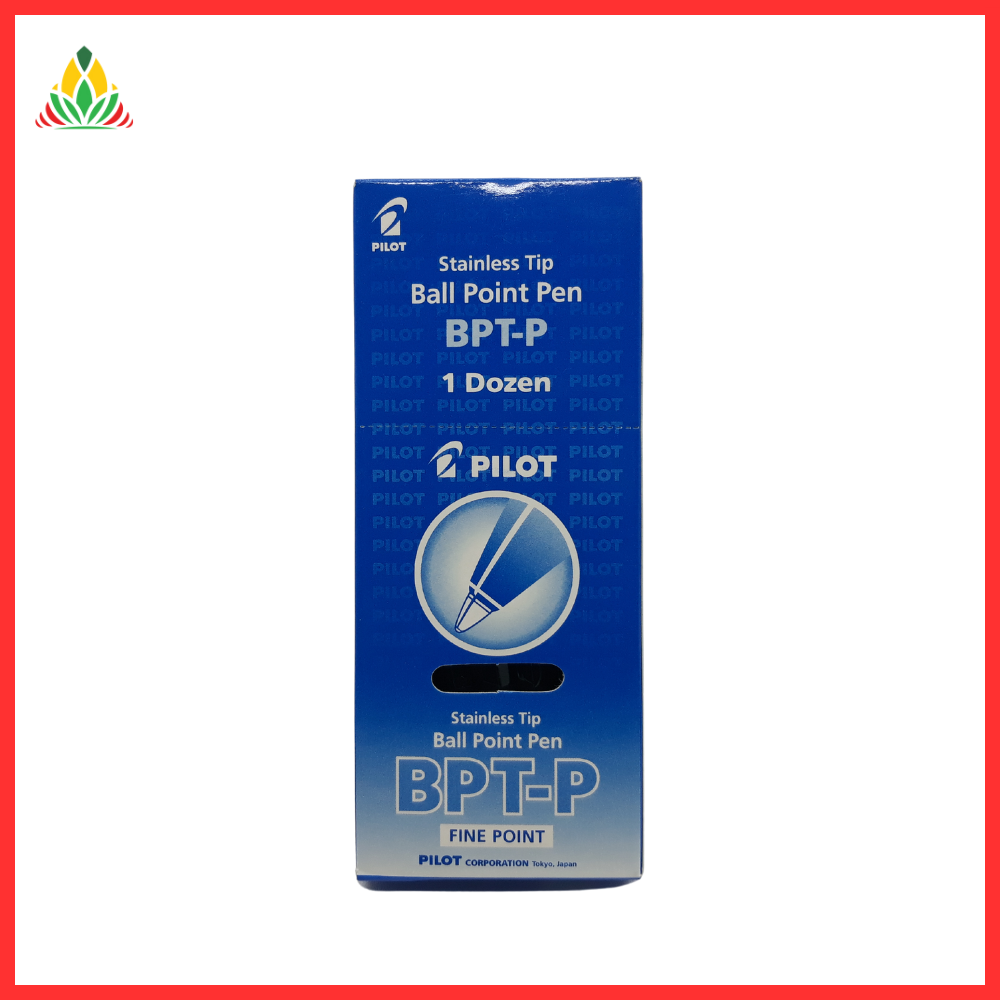 PILOT
Stainless Tip
Ball Point Pen
BPT-P
1 Dozen
PILOT
Stainless Tip
Ball Point Pen
BPT-P
FINE POINT
PILOT CORPORATION Tokyo, Japan